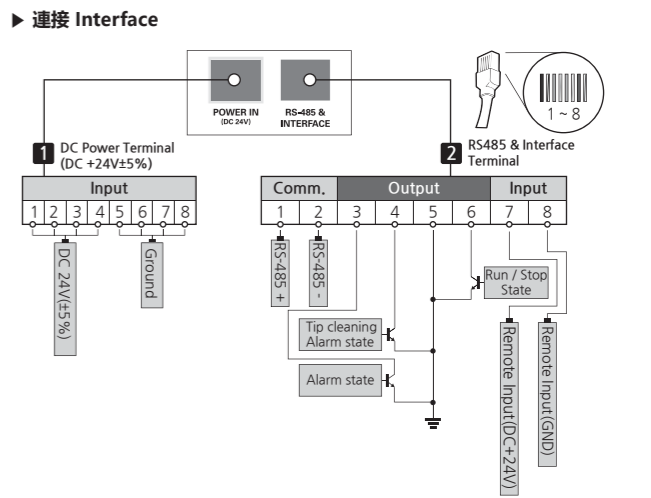 ▶ 連接 Interface
POWER IN
(DC 24V)
RS-485 &
INTERFACE
1 ~ 8
1 DC Power Terminal
(DC +24V±5%)
2 RS485 & Interface
Terminal
Input
1 2 3 4 5 6 7 8
DC 24V(±5%)
Ground
Comm. Output Input
1 2 3 4 5 6 7 8
RS-485 +
RS-485 -
Run / Stop
State
Tip cleaning
Alarm state
Alarm state
Remote Input(DC+24V)
Remote Input(GND)